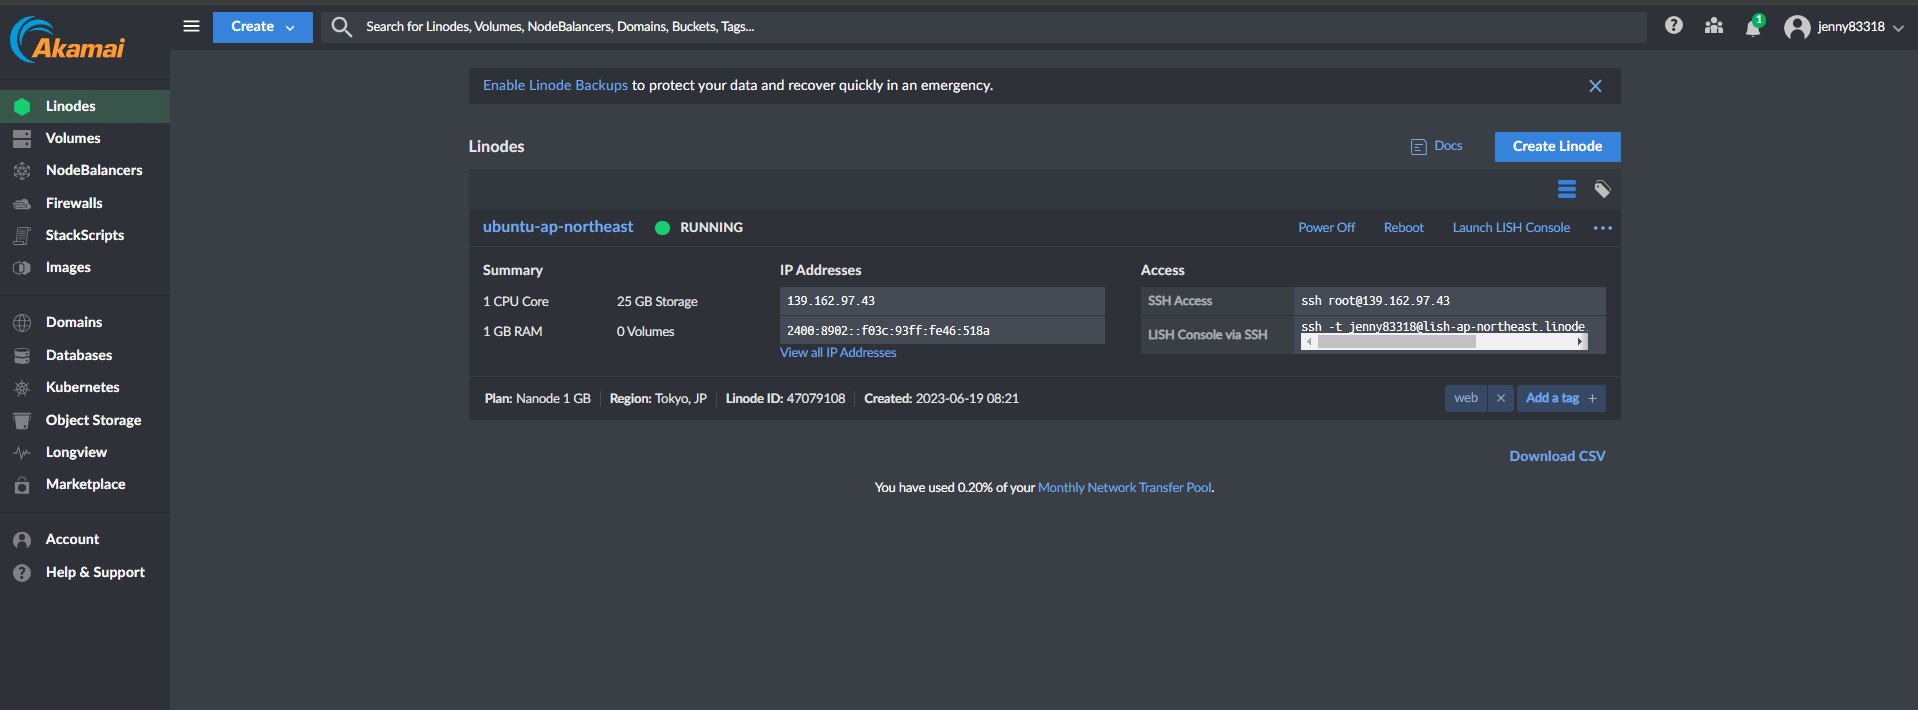 Akamai
Create
Search for Linodes, Volumes, NodeBalancers, Domains, Buckets, Tags...
1
jenny83318
Linodes
Volumes
NodeBalancers
Firewalls
StackScripts
Images
Domains
Databases
Kubernetes
Object Storage
Longview
Marketplace
Account
Help & Support
Enable Linode Backups to protect your data and recover quickly in an emergency.
Linodes
Docs
Create Linode
ubuntu-ap-northeast RUNNING
Power Off Reboot Launch LISH Console
Summary
1 CPU Core 25 GB Storage
1 GB RAM 0 Volumes
IP Addresses
139.162.97.43
2400:8902::f03c:93ff:fe46:518a
View all IP Addresses
Access
SSH Access ssh root@139.162.97.43
LISH Console via SSH ssh -t jenny83318@lish-ap-northeast.linode
Plan: Nanode 1 GB Region: Tokyo, JP Linode ID: 47079108 Created: 2023-06-19 08:21
web × Add a tag +
Download CSV
You have used 0.20% of your Monthly Network Transfer Pool.